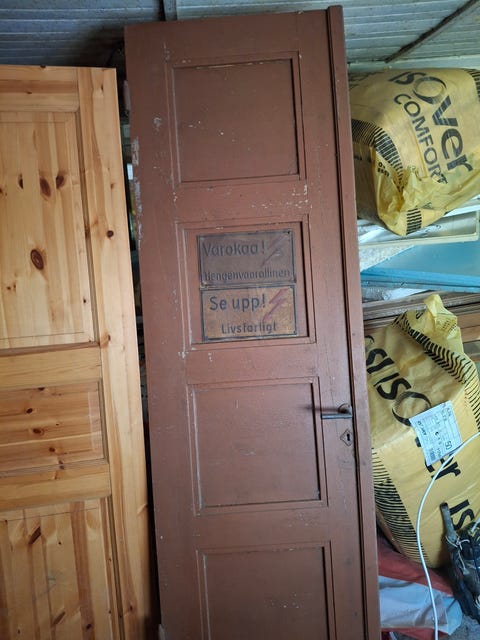 Varokaa!
Hengenvaarallinen
Se upp!
Livsfarligt
isover
COMFORT
ISOVER